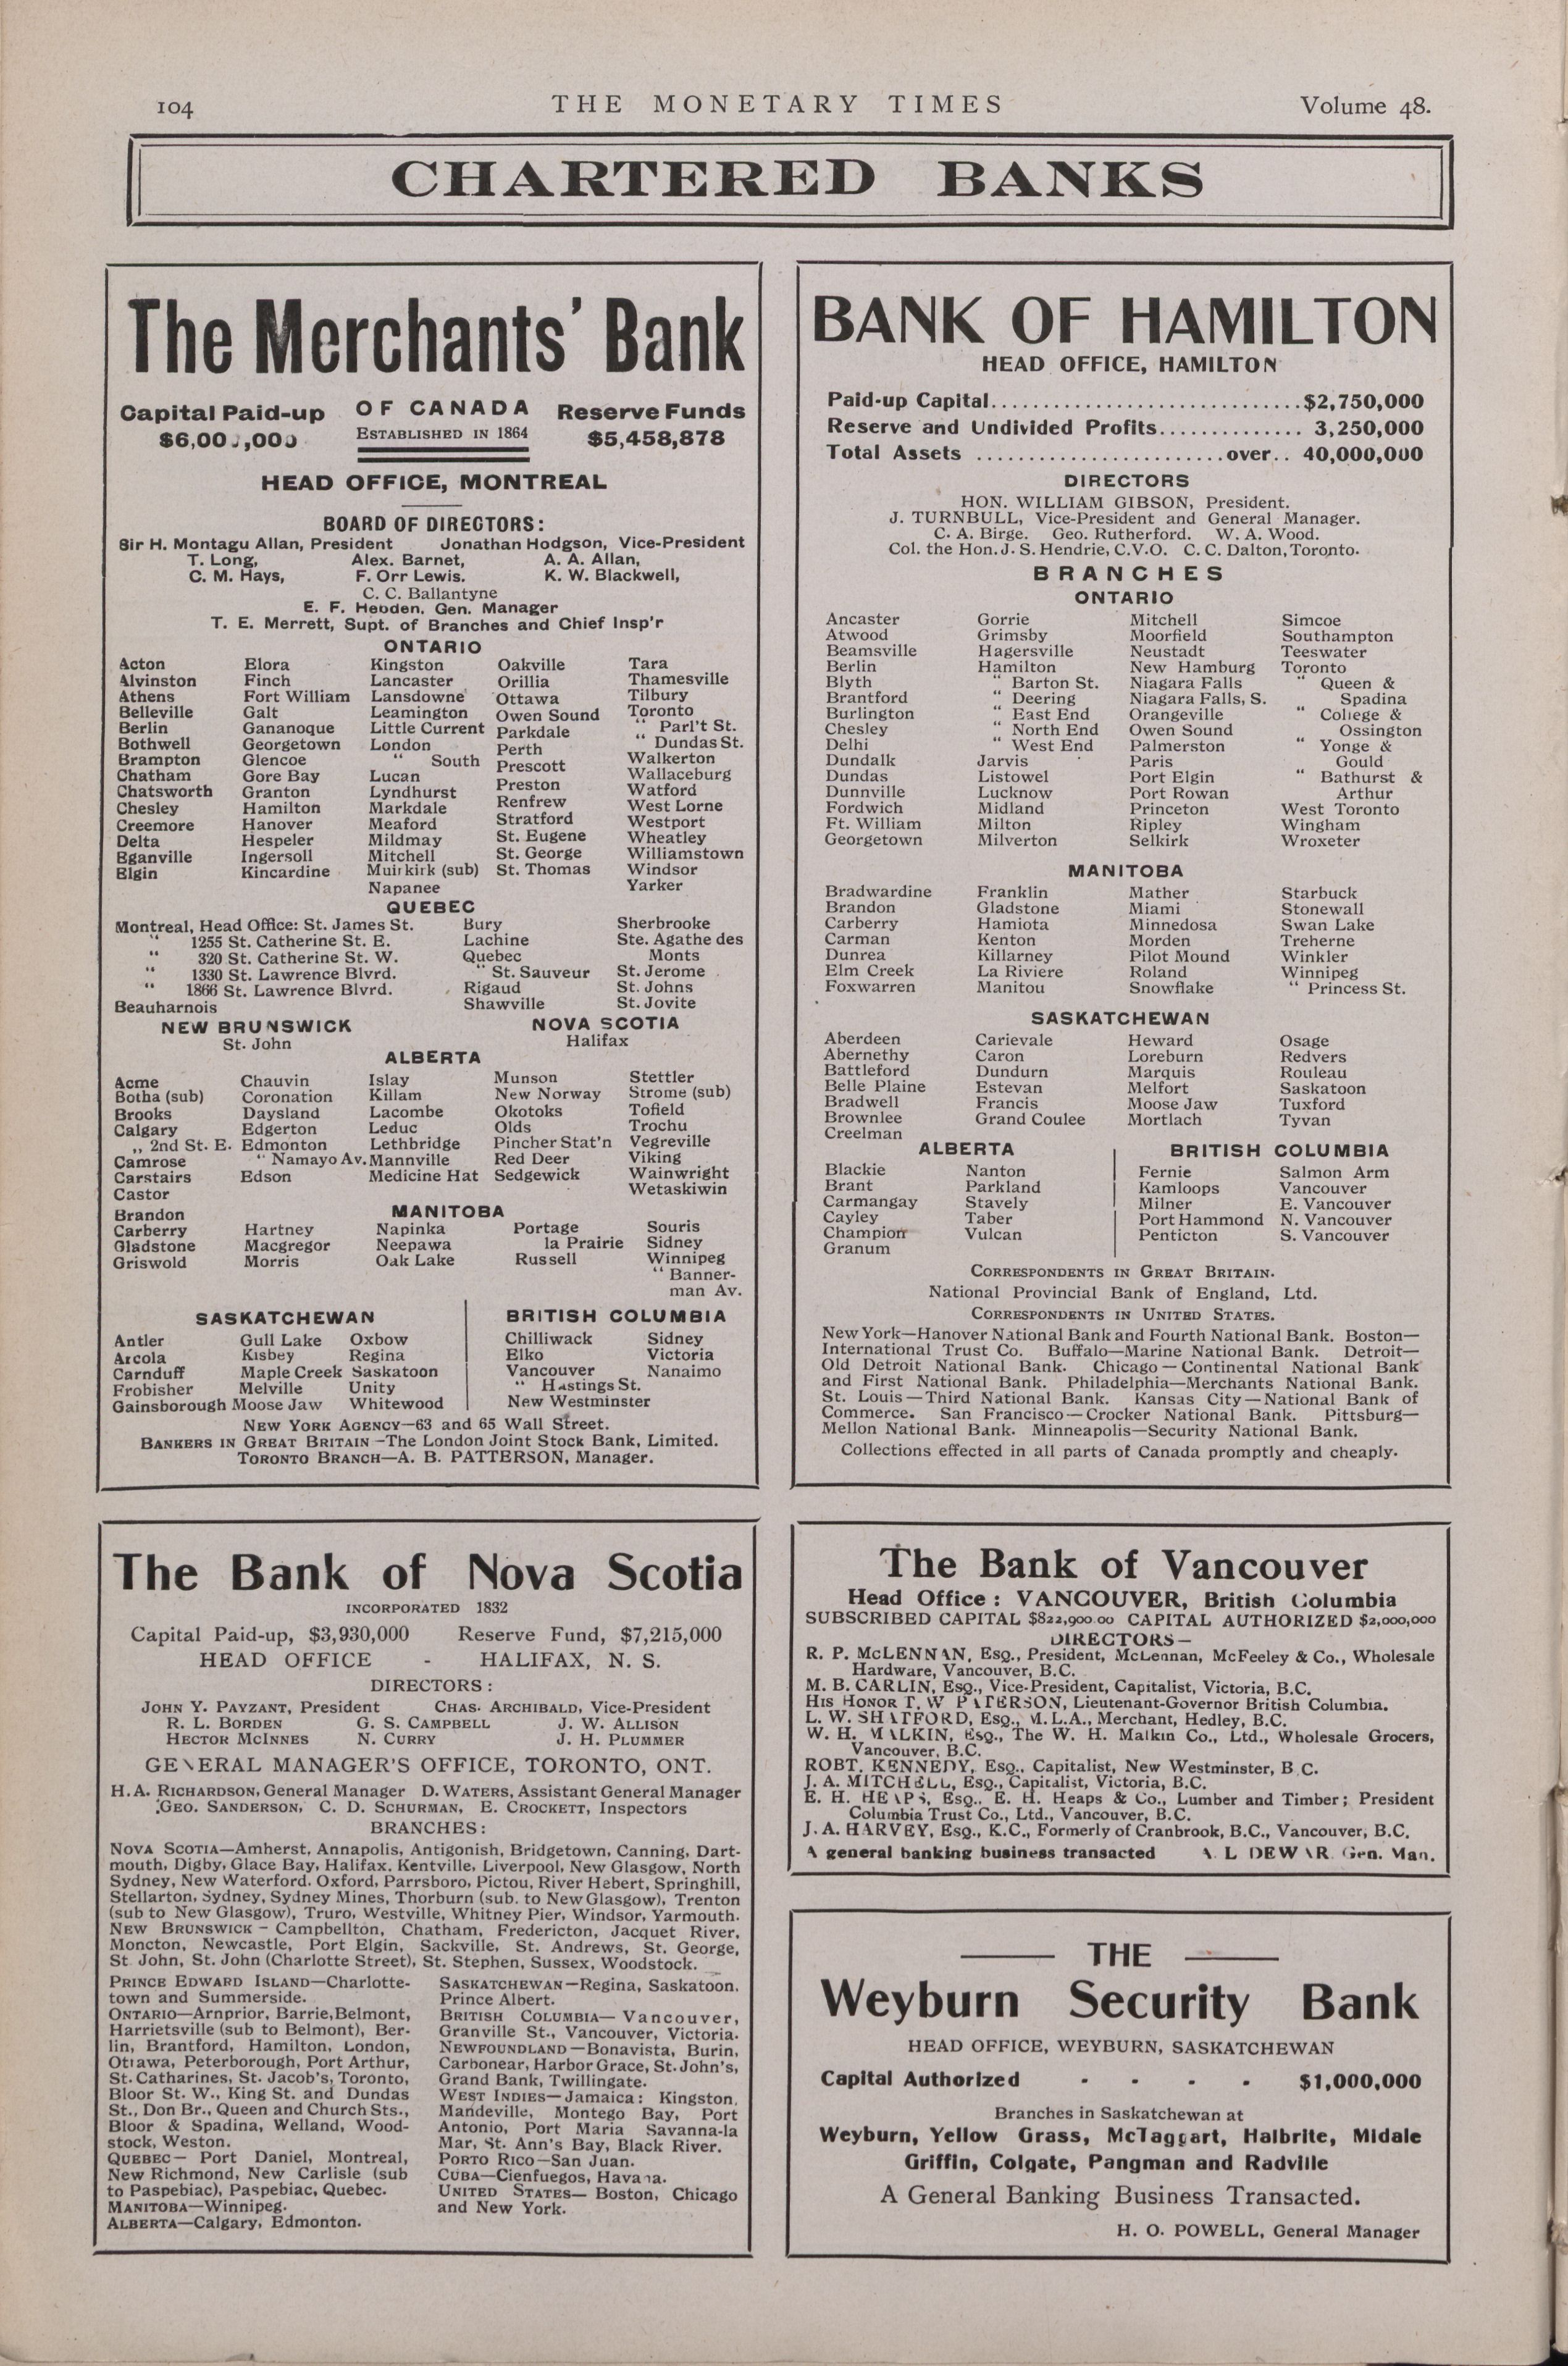 104
THE MONETARY TIMES
Volume 48.
CHARTERED BANKS
The Merchants' Bank
Capital Paid-up OF CANADA Reserve Funds
$6,000,000 ESTABLISHED IN 1864 $5,458,878
HEAD OFFICE, MONTREAL
BOARD OF DIRECTORS:
Sir H. Montagu Allan, President Jonathan Hodgson, Vice-President
T. Long, Alex. Barnet, A. A. Allan,
C. M. Hays, F. Orr Lewis. K. W. Blackwell,
C. C. Ballantyne
E. F. Hebden, Gen. Manager
T. E. Merrett, Supt. of Branches and Chief Insp'r
ONTARIO
Acton Elora Kingston Oakville Tara
Alvinston Finch Lancaster Orillia Thamesville
Athens Fort William Lansdowne Ottawa Tilbury
Belleville Galt Leamington Owen Sound Toronto
Berlin Gananoque Little Current Parkdale " Parl't St.
Bothwell Georgetown London Perth " Dundas St.
Brampton Glencoe " South Prescott Walkerton
Chatham Gore Bay Lucan Preston Wallaceburg
Chatsworth Granton Lyndhurst Renfrew Watford
Chesley Hamilton Markdale Stratford West Lorne
Creemore Hanover Meaford St. Eugene Westport
Delta Hespeler Mildmay St. George Wheatley
Eganville Ingersoll Mitchell St. Thomas Williamstown
Elgin Kincardine Muirkirk (sub) Windsor
Napanee Yarker
QUEBEC
Montreal, Head Office: St. James St. Bury Sherbrooke
" 1255 St. Catherine St. E. Lachine Ste. Agathe des
" 320 St. Catherine St. W. Quebec Monts
" 1330 St. Lawrence Blvrd. " St. Sauveur St. Jerome
" 1866 St. Lawrence Blvrd. Rigaud St. Johns
Beauharnois Shawville St. Jovite
NEW BRUNSWICK NOVA SCOTIA
St. John Halifax
ALBERTA
Acme Chauvin Islay Munson Stettler
Botha (sub) Coronation Killam New Norway Strome (sub)
Brooks Daysland Lacombe Okotoks Tofield
Calgary Edgerton Leduc Olds Trochu
,, 2nd St. E. Edmonton Lethbridge Pincher Stat'n Vegreville
Camrose " Namayo Av. Mannville Red Deer Viking
Carstairs Edson Medicine Hat Sedgewick Wainwright
Castor Wetaskiwin
MANITOBA
Brandon
Carberry Hartney Napinka Portage Souris
Gladstone Macgregor Neepawa la Prairie Sidney
Griswold Morris Oak Lake Russell Winnipeg
" Banner-
man Av.
SASKATCHEWAN
Antler Gull Lake Oxbow
Arcola Kisbey Regina
Carnduff Maple Creek Saskatoon
Frobisher Melville Unity
Gainsborough Moose Jaw Whitewood
BRITISH COLUMBIA
Chilliwack Sidney
Elko Victoria
Vancouver Nanaimo
" Hastings St.
New Westminster
NEW YORK AGENCY—63 and 65 Wall Street.
BANKERS IN GREAT BRITAIN—The London Joint Stock Bank, Limited.
TORONTO BRANCH—A. B. PATTERSON, Manager.
BANK OF HAMILTON
HEAD OFFICE, HAMILTON
Paid-up Capital..............................$2,750,000
Reserve and Undivided Profits.............. 3,250,000
Total Assets ........................over.. 40,000,000
DIRECTORS
HON. WILLIAM GIBSON, President.
J. TURNBULL, Vice-President and General Manager.
C. A. Birge. Geo. Rutherford. W. A. Wood.
Col. the Hon. J. S. Hendrie, C.V.O. C. C. Dalton, Toronto.
BRANCHES
ONTARIO
Ancaster Gorrie Mitchell Simcoe
Atwood Grimsby Moorfield Southampton
Beamsville Hagersville Neustadt Teeswater
Berlin Hamilton New Hamburg Toronto
Blyth " Barton St. Niagara Falls " Queen &
Brantford " Deering Niagara Falls, S. Spadina
Burlington " East End Orangeville " College &
Chesley " North End Owen Sound Ossington
Delhi " West End Palmerston " Yonge &
Dundalk Jarvis Paris Gould
Dundas Listowel Port Elgin " Bathurst &
Dunnville Lucknow Port Rowan Arthur
Fordwich Midland Princeton West Toronto
Ft. William Milton Ripley Wingham
Georgetown Milverton Selkirk Wroxeter
MANITOBA
Bradwardine Franklin Mather Starbuck
Brandon Gladstone Miami Stonewall
Carberry Hamiota Minnedosa Swan Lake
Carman Kenton Morden Treherne
Dunrea Killarney Pilot Mound Winkler
Elm Creek La Riviere Roland Winnipeg
Foxwarren Manitou Snowflake " Princess St.
SASKATCHEWAN
Aberdeen Carievale Heward Osage
Abernethy Caron Loreburn Redvers
Battleford Dundurn Marquis Rouleau
Belle Plaine Estevan Melfort Saskatoon
Bradwell Francis Moose Jaw Tuxford
Brownlee Grand Coulee Mortlach Tyvan
Creelman
ALBERTA
Blackie Nanton
Brant Parkland
Carmangay Stavely
Cayley Taber
Champion Vulcan
Granum
BRITISH COLUMBIA
Fernie Salmon Arm
Kamloops Vancouver
Milner E. Vancouver
Port Hammond N. Vancouver
Penticton S. Vancouver
CORRESPONDENTS IN GREAT BRITAIN.
National Provincial Bank of England, Ltd.
CORRESPONDENTS IN UNITED STATES.
New York—Hanover National Bank and Fourth National Bank. Boston—
International Trust Co. Buffalo—Marine National Bank. Detroit—
Old Detroit National Bank. Chicago—Continental National Bank
and First National Bank. Philadelphia—Merchants National Bank.
St. Louis—Third National Bank. Kansas City—National Bank of
Commerce. San Francisco—Crocker National Bank. Pittsburg—
Mellon National Bank. Minneapolis—Security National Bank.
Collections effected in all parts of Canada promptly and cheaply.
The Bank of Nova Scotia
INCORPORATED 1832
Capital Paid-up, $3,930,000 Reserve Fund, $7,215,000
HEAD OFFICE - HALIFAX, N. S.
DIRECTORS:
JOHN Y. PAYZANT, President CHAS. ARCHIBALD, Vice-President
R. L. BORDEN G. S. CAMPBELL J. W. ALLISON
HECTOR MCINNES N. CURRY J. H. PLUMMER
GENERAL MANAGER'S OFFICE, TORONTO, ONT.
H. A. RICHARDSON, General Manager D. WATERS, Assistant General Manager
GEO. SANDERSON, C. D. SCHURMAN, E. CROCKETT, Inspectors
BRANCHES:
NOVA SCOTIA—Amherst, Annapolis, Antigonish, Bridgetown, Canning, Dart-
mouth, Digby, Glace Bay, Halifax, Kentville, Liverpool, New Glasgow, North
Sydney, New Waterford. Oxford, Parrsboro, Pictou, River Hebert, Springhill,
Stellarton, Sydney, Sydney Mines, Thorburn (sub. to New Glasgow), Trenton
(sub to New Glasgow), Truro, Westville, Whitney Pier, Windsor, Yarmouth.
NEW BRUNSWICK – Campbellton, Chatham, Fredericton, Jacquet River,
Moncton, Newcastle, Port Elgin, Sackville, St. Andrews, St. George,
St. John, St. John (Charlotte Street), St. Stephen, Sussex, Woodstock.
PRINCE EDWARD ISLAND—Charlotte-
town and Summerside.
ONTARIO—Arnprior, Barrie, Belmont,
Harrietsville (sub to Belmont), Ber-
lin, Brantford, Hamilton, London,
Ottawa, Peterborough, Port Arthur,
St. Catharines, St. Jacob's, Toronto,
Bloor St. W., King St. and Dundas
St., Don Br., Queen and Church Sts.,
Bloor & Spadina, Welland, Wood-
stock, Weston.
QUEBEC— Port Daniel, Montreal,
New Richmond, New Carlisle (sub
to Paspebiac), Paspebiac, Quebec.
MANITOBA—Winnipeg.
ALBERTA—Calgary, Edmonton.
SASKATCHEWAN—Regina, Saskatoon,
Prince Albert.
BRITISH COLUMBIA— Vancouver,
Granville St., Vancouver, Victoria.
NEWFOUNDLAND—Bonavista, Burin,
Carbonear, Harbor Grace, St. John's,
Grand Bank, Twillingate.
WEST INDIES—Jamaica: Kingston,
Mandeville, Montego Bay, Port
Antonio, Port Maria Savanna-la
Mar, St. Ann's Bay, Black River.
PORTO RICO—San Juan.
CUBA—Cienfuegos, Havana.
UNITED STATES— Boston, Chicago
and New York.
The Bank of Vancouver
Head Office: VANCOUVER, British Columbia
SUBSCRIBED CAPITAL $822,900.00 CAPITAL AUTHORIZED $2,000,000
DIRECTORS—
R. P. McLENNAN, Esq., President, McLennan, McFeeley & Co., Wholesale
Hardware, Vancouver, B.C.
M. B. CARLIN, Esq., Vice-President, Capitalist, Victoria, B.C.
HIS HONOR T. W PATERSON, Lieutenant-Governor British Columbia.
L. W. SHATFORD, Esq., M.L.A., Merchant, Hedley, B.C.
W. H. MALKIN, Esq., The W. H. Malkin Co., Ltd., Wholesale Grocers,
Vancouver, B.C.
ROBT. KENNEDY, Esq., Capitalist, New Westminster, B.C.
J. A. MITCHELL, Esq., Capitalist, Victoria, B.C.
E. H. HEAPS, Esq., E. H. Heaps & Co., Lumber and Timber; President
Columbia Trust Co., Ltd., Vancouver, B.C.
J. A. HARVEY, Esq., K.C., Formerly of Cranbrook, B.C., Vancouver, B.C.
A general banking business transacted A. L DEWAR. Gen. Man.
THE
Weyburn Security Bank
HEAD OFFICE, WEYBURN, SASKATCHEWAN
Capital Authorized - - - - $1,000,000
Branches in Saskatchewan at
Weyburn, Yellow Grass, McTaggart, Halbrite, Midale
Griffin, Colgate, Pangman and Radville
A General Banking Business Transacted.
H. O. POWELL, General Manager